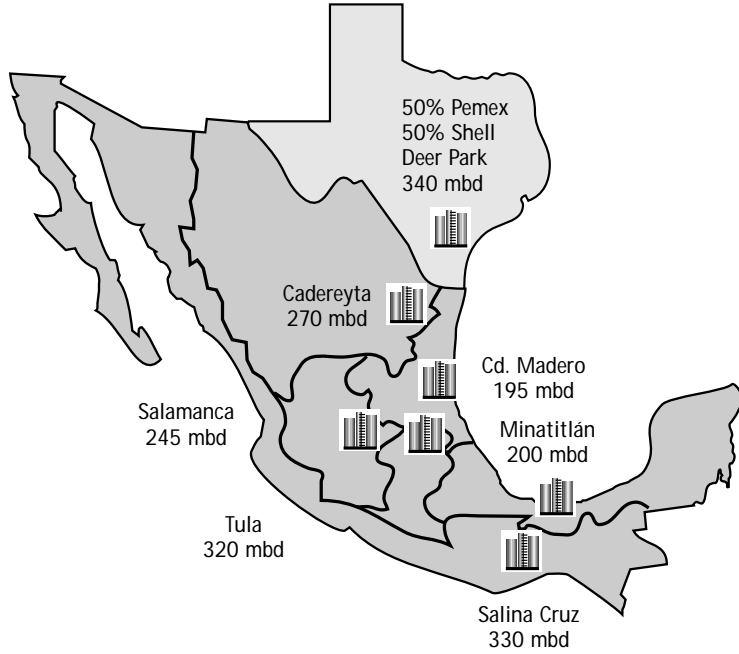 50% Pemex
50% Shell
Deer Park
340 mbd
Cadereyta
270 mbd
Cd. Madero
195 mbd
Salamanca
245 mbd
Minatitlán
200 mbd
Tula
320 mbd
Salina Cruz
330 mbd